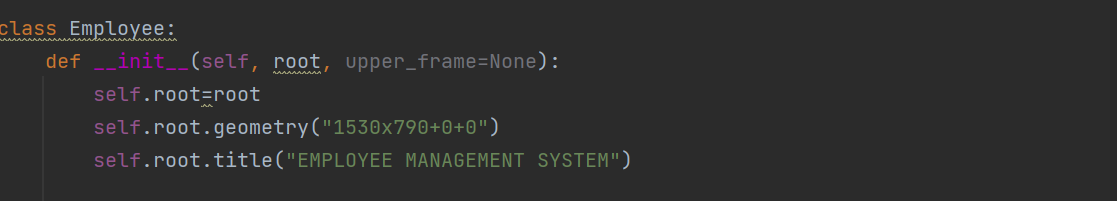 class Employee:
    def __init__(self, root, upper_frame=None):
        self.root=root
        self.root.geometry("1530x790+0+0")
        self.root.title("EMPLOYEE MANAGEMENT SYSTEM")